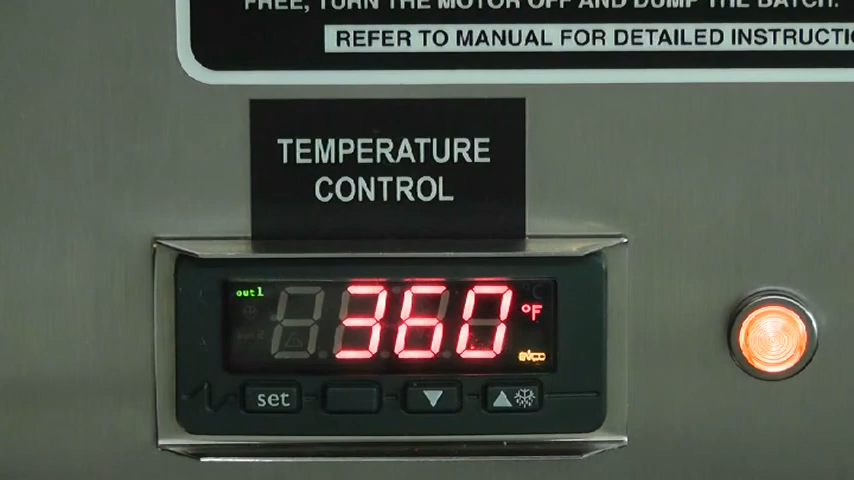 FREE, TURN THE MOTOR OFF AND DUMP THE BATCH.
REFER TO MANUAL FOR DETAILED
TEMPERATURE
CONTROL
out1
360 °F
set